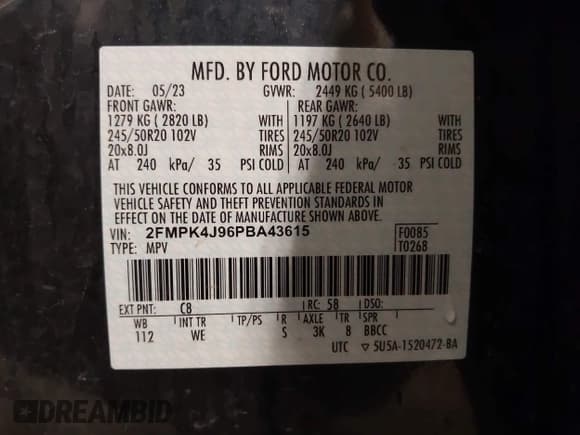 MFD. BY FORD MOTOR CO.
DATE: 05/23 GVWR: 2449 KG ( 5400 LB)
FRONT GAWR: REAR GAWR:
1279 KG ( 2820 LB) WITH 1197 KG ( 2640 LB) WITH
245/50R20 102V TIRES 245/50R20 102V TIRES
20x8.0J RIMS 20x8.0J RIMS
AT 240 kPa/ 35 PSI COLD AT 240 kPa/ 35 PSI COLD
THIS VEHICLE CONFORMS TO ALL APPLICABLE FEDERAL MOTOR
VEHICLE SAFETY AND THEFT PREVENTION STANDARDS IN
EFFECT ON THE DATE OF MANUFACTURE SHOWN ABOVE.
VIN: 2FMPK4J96PBA43615 F0085
TYPE: MPV T0268
EXT PNT: C8 RC: 58 DSO:
WB INT TR TP/PS R AXLE TR SPR
112 WE S 3K 8 BBCC
UTC ▽ 5U5A-1520472-BA
DREAMBID